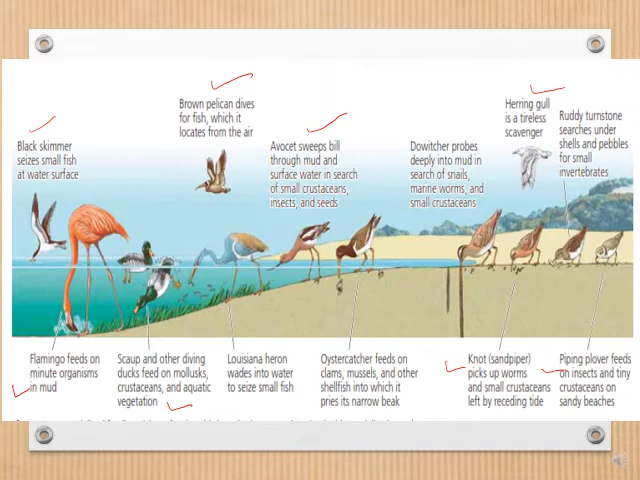 Brown pelican dives
for fish, which it
locates from the air
Herring gull
is a tireless
scavenger
Ruddy turnstone
searches under
shells and pebbles
for small
invertebrates
Black skimmer
seizes small fish
at water surface
Avocet sweeps bill
through mud and
surface water in search
of small crustaceans,
insects, and seeds
Dowitcher probes
deeply into mud in
search of snails,
marine worms, and
small crustaceans
Flamingo feeds on
minute organisms
in mud
Scaup and other diving
ducks feed on mollusks,
crustaceans, and aquatic
vegetation
Louisiana heron
wades into water
to seize small fish
Oystercatcher feeds on
clams, mussels, and other
shellfish into which it
pries its narrow beak
Knot (sandpiper)
picks up worms
and small crustaceans
left by receding tide
Piping plover feeds
on insects and tiny
crustaceans on
sandy beaches